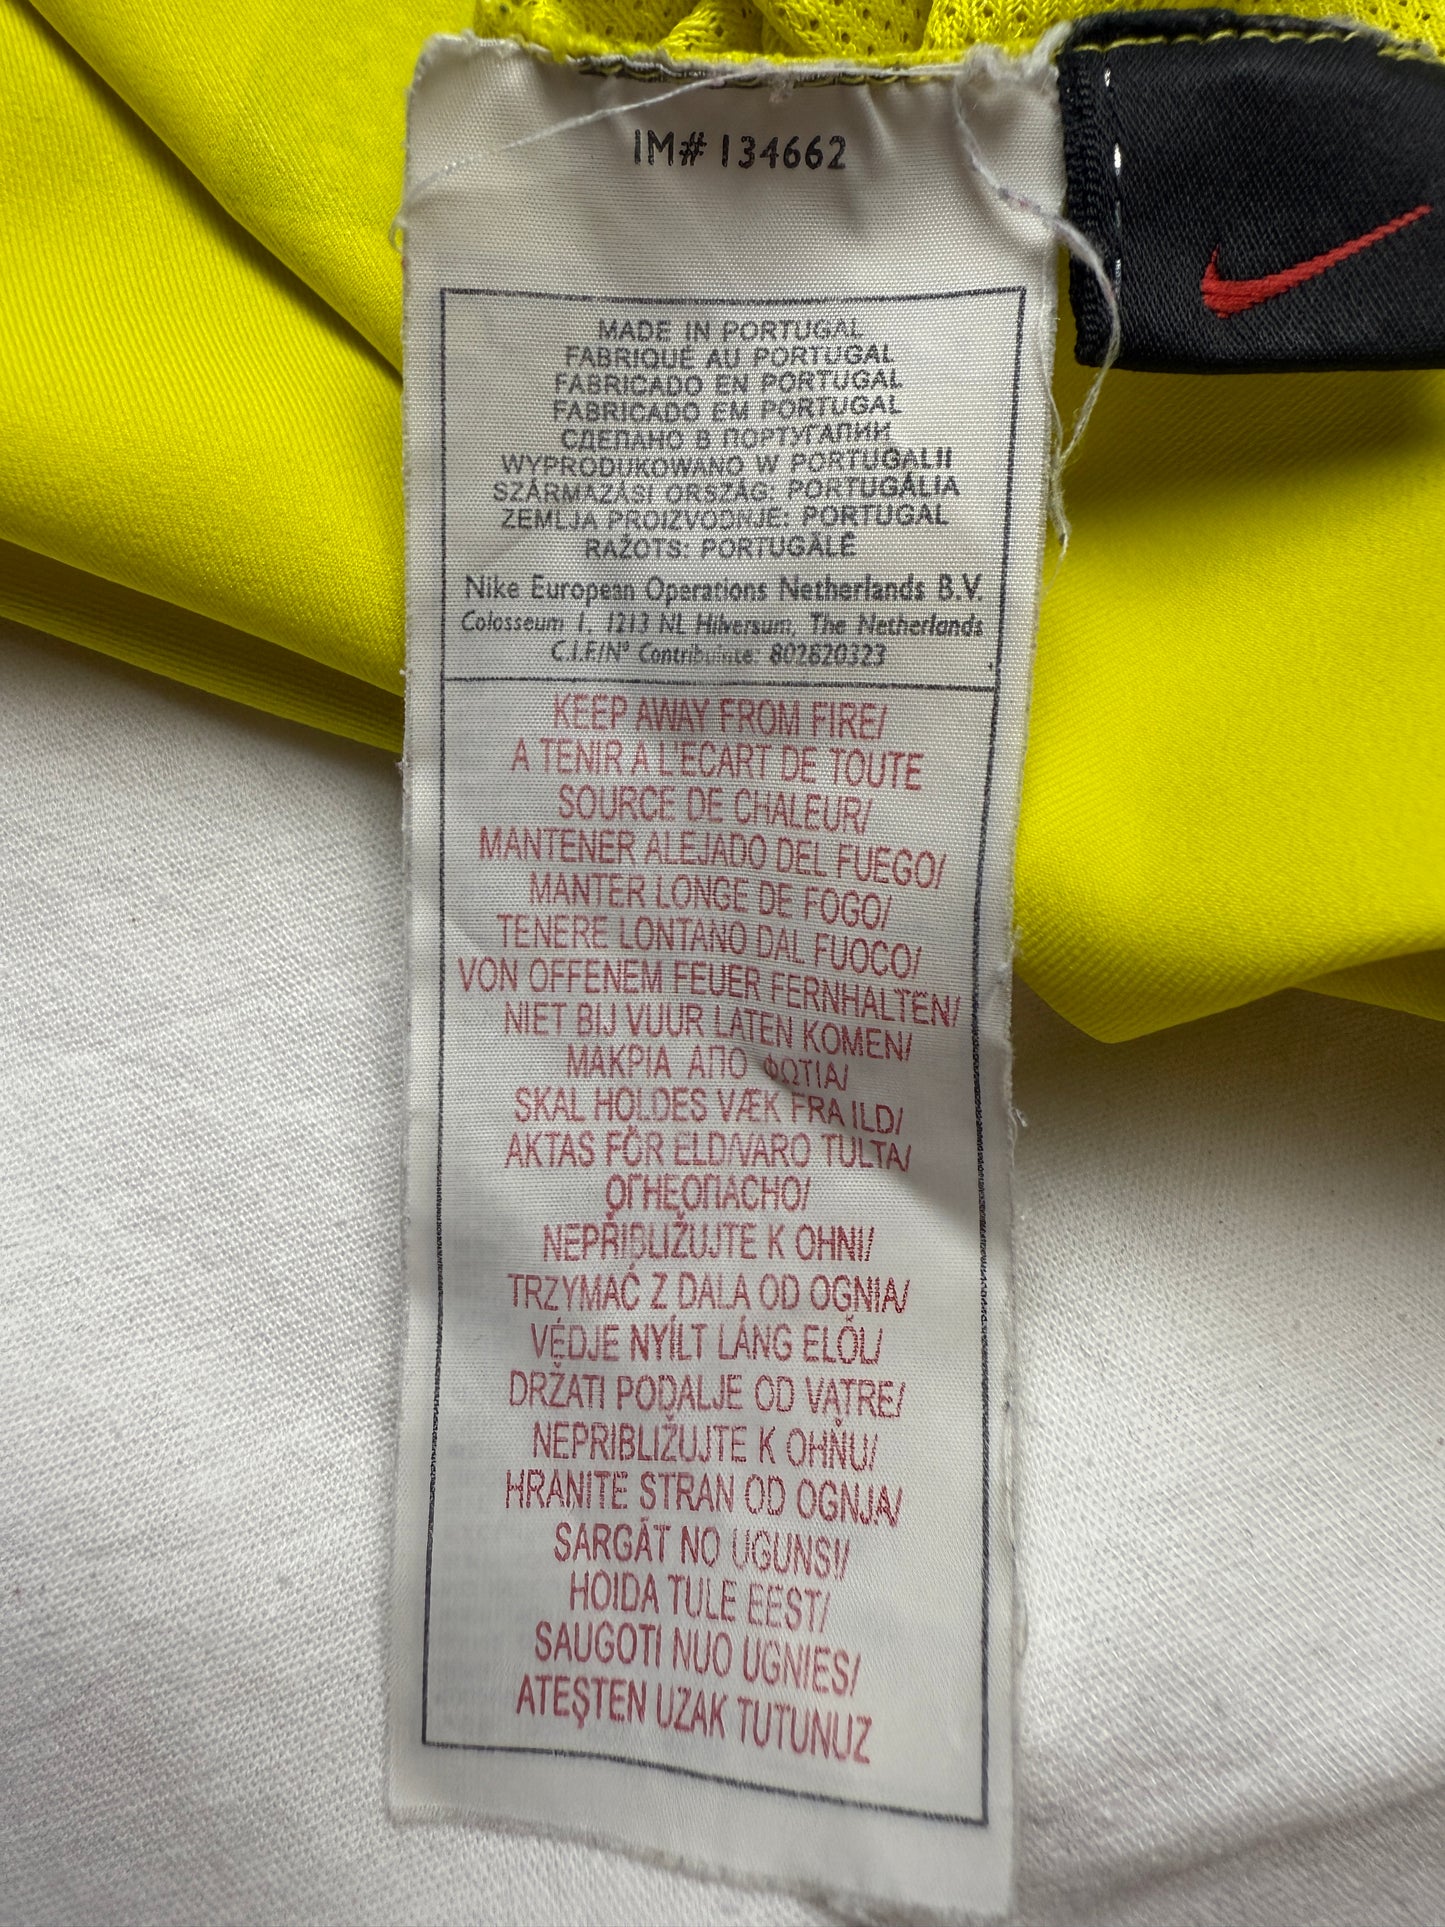 IM# 134662
MADE IN PORTUGAL
FABRIQUÉ AU PORTUGAL
FABRICADO EN PORTUGAL
FABRICADO EM PORTUGAL
СДЕЛАНО В ПОРТУГАЛИИ
WYPRODUKOWANO W PORTUGALII
SZÁRMAZÁSI ORSZÁG: PORTUGÁLIA
ZEMLJA PROIZVODNJE: PORTUGAL
RAŽOTS: PORTUGĀLĒ
Nike European Operations Netherlands B.V.
Colosseum 1, 1213 NL Hilversum, The Netherlands
C.I.F./Nº Contribuinte: 802620323
KEEP AWAY FROM FIRE/
A TENIR A L'ECART DE TOUTE
SOURCE DE CHALEUR/
MANTENER ALEJADO DEL FUEGO/
MANTER LONGE DE FOGO/
TENERE LONTANO DAL FUOCO/
VON OFFENEM FEUER FERNHALTEN/
NIET BIJ VUUR LATEN KOMEN/
ΜΑΚΡΙΑ ΑΠΟ ΦΩΤΙΑ/
SKAL HOLDES VÆK FRA ILD/
AKTAS FÖR ELD/VARO TULTA/
ОГНЕОПАСНО/
NEPŘIBLIŽUJTE K OHNI/
TRZYMAĆ Z DALA OD OGNIA/
VÉDJE NYÍLT LÁNG ELŐL/
DRŽATI PODALJE OD VATRE/
NEPRIBLIŽUJTE K OHŇU/
HRANITE STRAN OD OGNJA/
SARGĀT NO UGUNS!/
HOIDA TULE EEST/
SAUGOTI NUO UGNIES/
ATEŞTEN UZAK TUTUNUZ